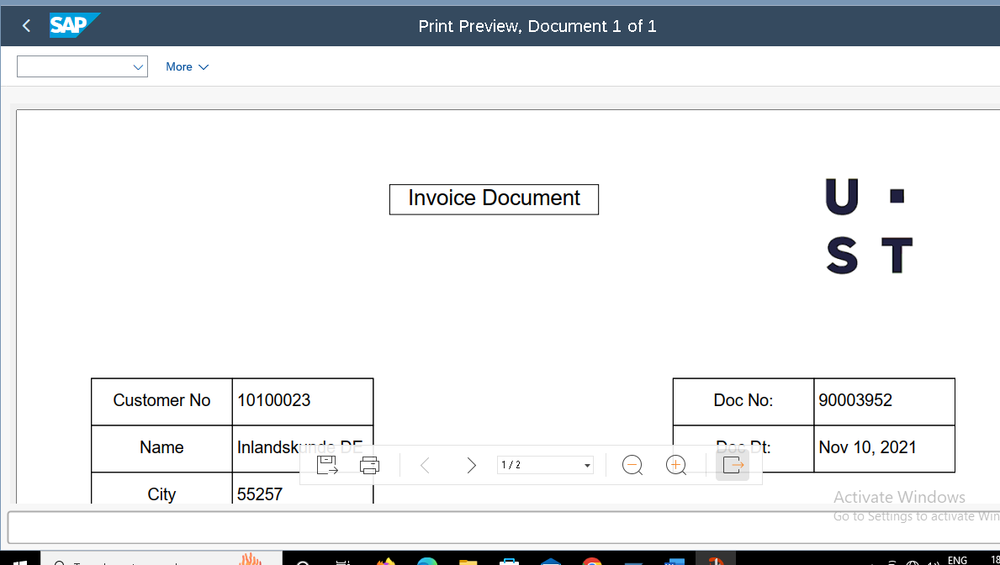 SAP
Print Preview, Document 1 of 1
More
Invoice Document
U
S T
Customer No 10100023
Doc No: 90003952
Name Inlandskunde DE
Doc Dt: Nov 10, 2021
1 / 2
City 55257
Activate Windows
Go to Settings to activate Win
ENG
18